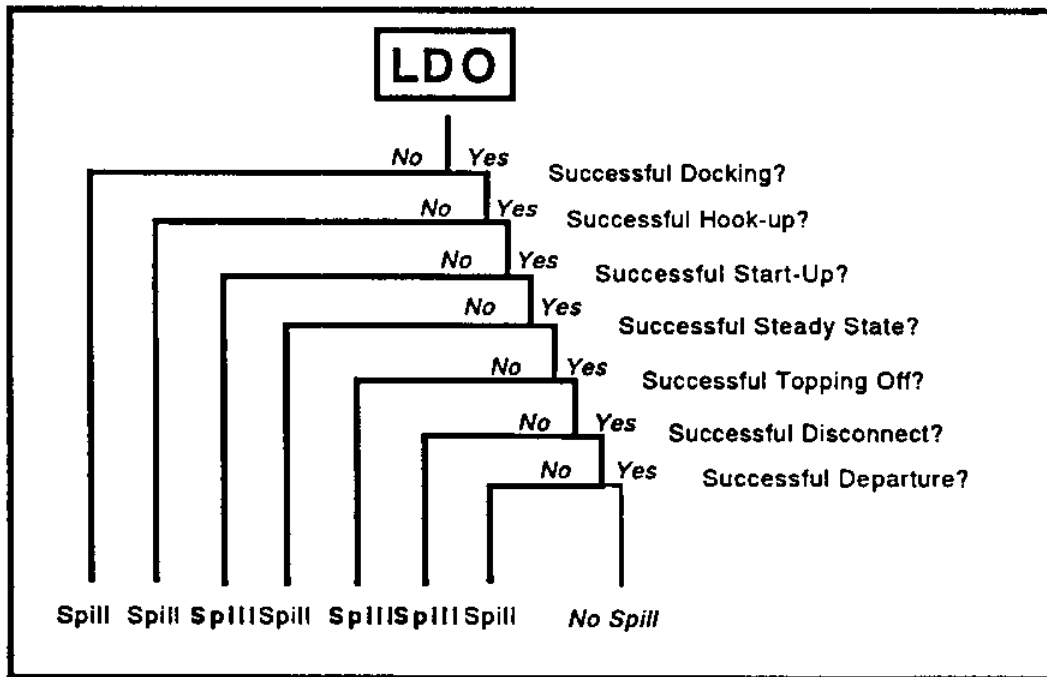 LDO
No Yes Successful Docking?
No Yes Successful Hook-up?
No Yes Successful Start-Up?
No Yes Successful Steady State?
No Yes Successful Topping Off?
No Yes Successful Disconnect?
No Yes Successful Departure?
Spill Spill Spill Spill Spill Spill Spill No Spill